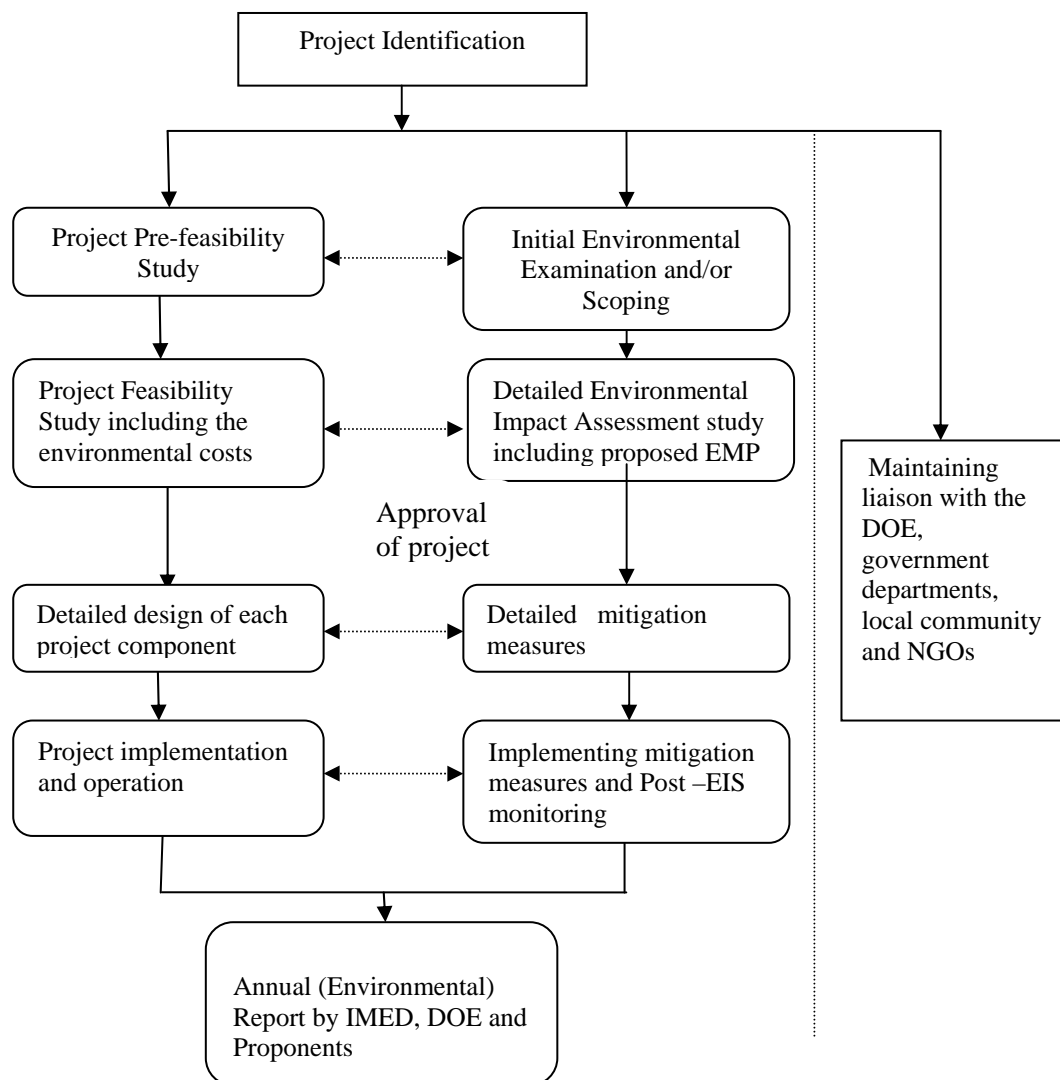 Project Identification
Project Pre-feasibility
Study
Initial Environmental
Examination and/or
Scoping
Project Feasibility
Study including the
environmental costs
Detailed Environmental
Impact Assessment study
including proposed EMP
Approval
of project
Maintaining
liaison with the
DOE,
government
departments,
local community
and NGOs
Detailed design of each
project component
Detailed mitigation
measures
Project implementation
and operation
Implementing mitigation
measures and Post –EIS
monitoring
Annual (Environmental)
Report by IMED, DOE and
Proponents